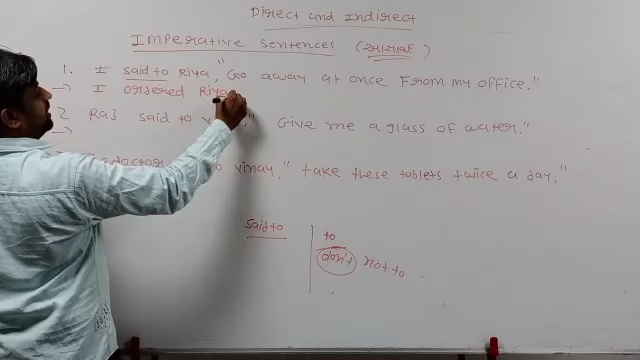 Direct and Indirect
Imperative sentences (આજ્ઞાર્થ)
1. I said to Riya, "Go away at once From my office."
→ I ordered Riya
2. Raj said to "Give me a glass of water."
→
doctor to vinay, "take these tablets twice a day."
said to
to
don't not to